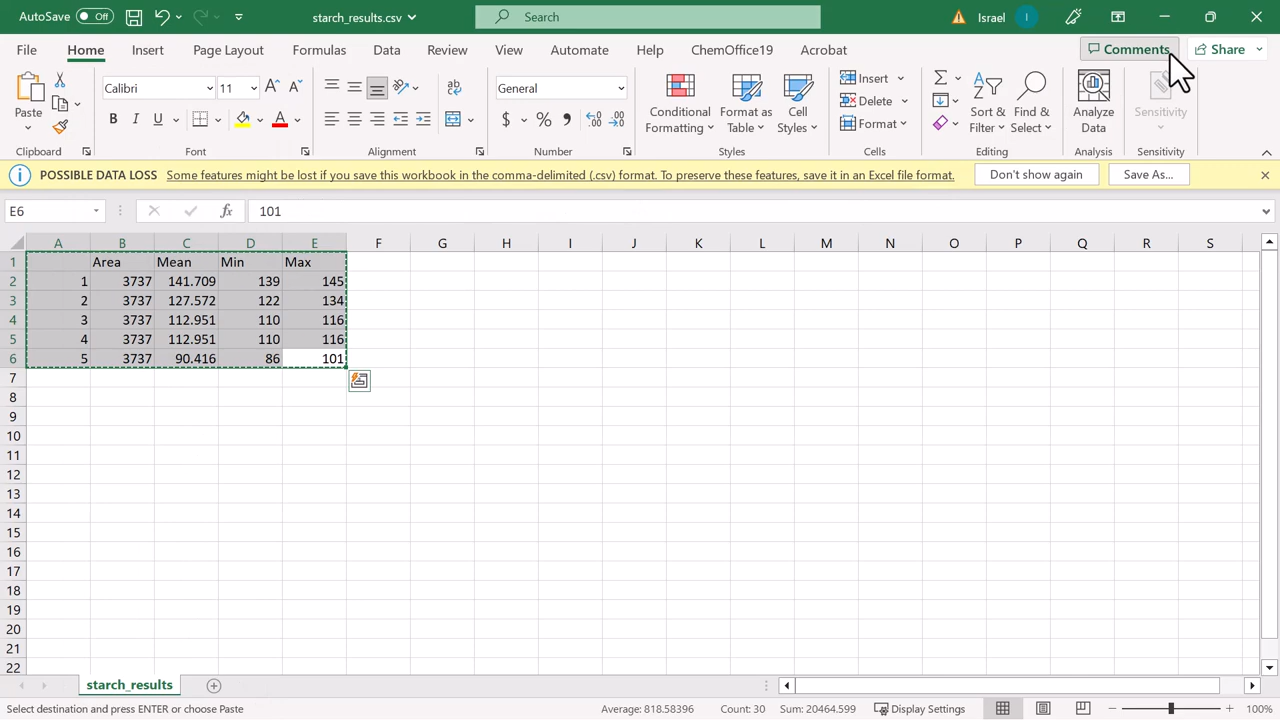 AutoSave Off starch_results.csv Search Israel I
File Home Insert Page Layout Formulas Data Review View Automate Help ChemOffice19 Acrobat Comments Share
Paste
Calibri 11
B I U A
General
$ % 9
Conditional Formatting
Format as Table
Cell Styles
Insert
Delete
Format
Sort & Filter
Find & Select
Analyze Data
Sensitivity
Clipboard Font Alignment Number Styles Cells Editing Analysis Sensitivity
POSSIBLE DATA LOSS Some features might be lost if you save this workbook in the comma-delimited (.csv) format. To preserve these features, save it in an Excel file format. Don't show again Save As...
E6 fx 101
A B C D E F G H I J K L M N O P Q R S
1 Area Mean Min Max
2 1 3737 141.709 139 145
3 2 3737 127.572 122 134
4 3 3737 112.951 110 116
5 4 3737 112.951 110 116
6 5 3737 90.416 86 101
7
8
9
10
11
12
13
14
15
16
17
18
19
20
21
22
starch_results
Select destination and press ENTER or choose Paste Average: 818.58396 Count: 30 Sum: 20464.599 Display Settings 100%